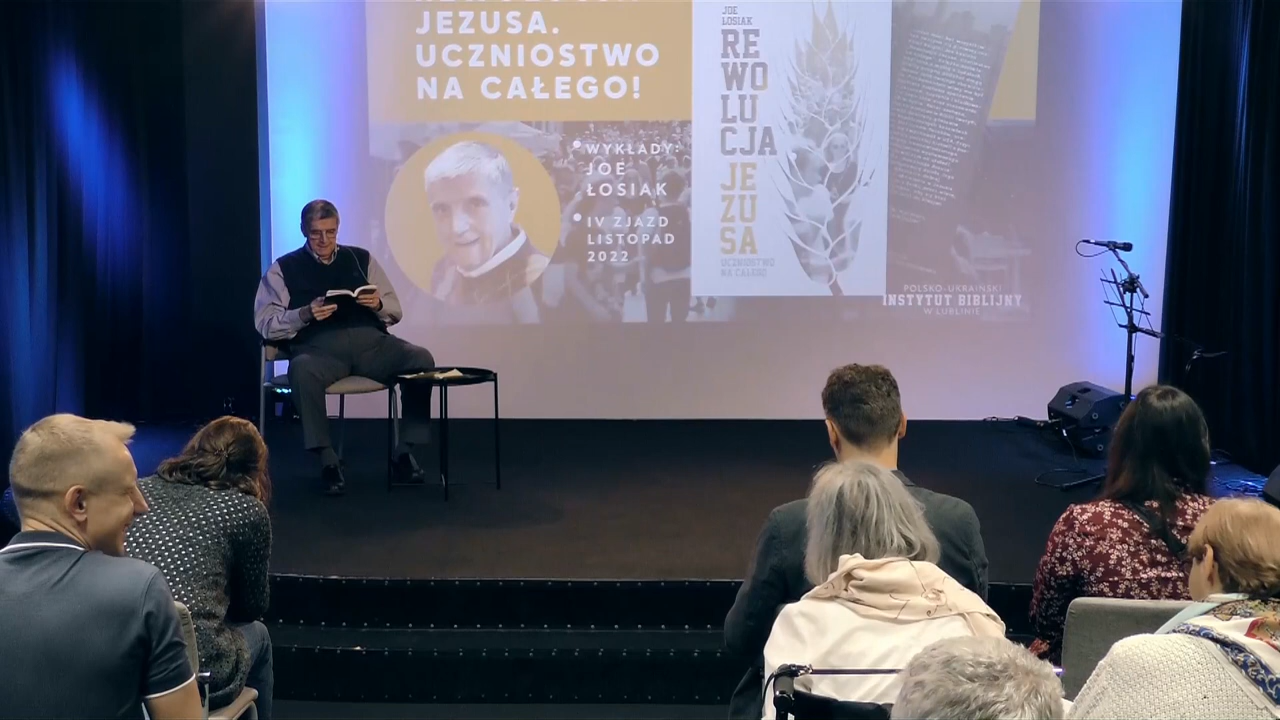 JEZUSA.
UCZNIOSTWO
NA CAŁEGO!
WYKŁADY:
JOE
ŁOSIAK
IV ZJAZD
LISTOPAD
2022
JOE
ŁOSIAK
RE
WO
LU
CJA
JE
ZU
SA
UCZNIOSTWO
NA CAŁEGO
POLSKO-UKRAIŃSKI
INSTYTUT BIBLIJNY
W LUBLINIE